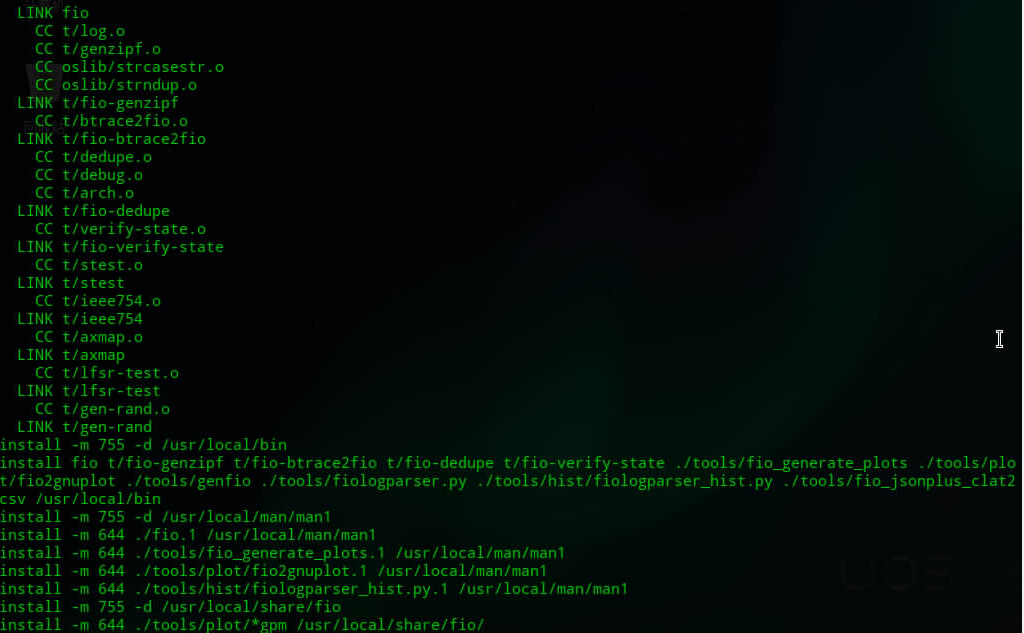 LINK fio
CC t/log.o
CC t/genzipf.o
CC oslib/strcasestr.o
CC oslib/strndup.o
LINK t/fio-genzipf
CC t/btrace2fio.o
LINK t/fio-btrace2fio
CC t/dedupe.o
CC t/debug.o
CC t/arch.o
LINK t/fio-dedupe
CC t/verify-state.o
LINK t/fio-verify-state
CC t/stest.o
LINK t/stest
CC t/ieee754.o
LINK t/ieee754
CC t/axmap.o
LINK t/axmap
CC t/lfsr-test.o
LINK t/lfsr-test
CC t/gen-rand.o
LINK t/gen-rand
install -m 755 -d /usr/local/bin
install fio t/fio-genzipf t/fio-btrace2fio t/fio-dedupe t/fio-verify-state ./tools/fio_generate_plots ./tools/plo
t/fio2gnuplot ./tools/genfio ./tools/fiologparser.py ./tools/hist/fiologparser_hist.py ./tools/fio_jsonplus_clat2
csv /usr/local/bin
install -m 755 -d /usr/local/man/man1
install -m 644 ./fio.1 /usr/local/man/man1
install -m 644 ./tools/fio_generate_plots.1 /usr/local/man/man1
install -m 644 ./tools/plot/fio2gnuplot.1 /usr/local/man/man1
install -m 644 ./tools/hist/fiologparser_hist.py.1 /usr/local/man/man1
install -m 755 -d /usr/local/share/fio
install -m 644 ./tools/plot/*gpm /usr/local/share/fio/
UOS